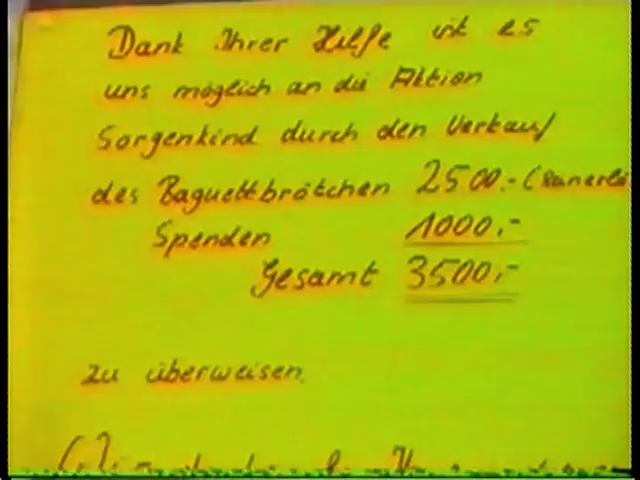 Dank Ihrer Hilfe ist es
uns möglich an die Aktion
Sorgenkind durch den Verkauf
des Baguettbrötchen 2500.-
Spenden 1000.-
Gesamt 3500.-
zu überweisen.